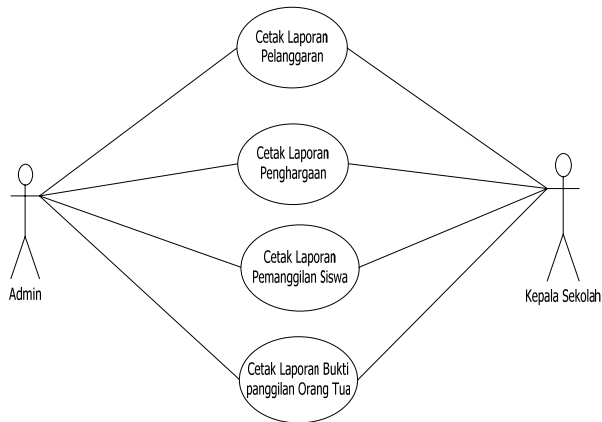 Cetak Laporan
Pelanggaran
Cetak Laporan
Penghargaan
Cetak Laporan
Pemanggilan Siswa
Cetak Laporan Bukti
panggilan Orang Tua
Admin
Kepala Sekolah